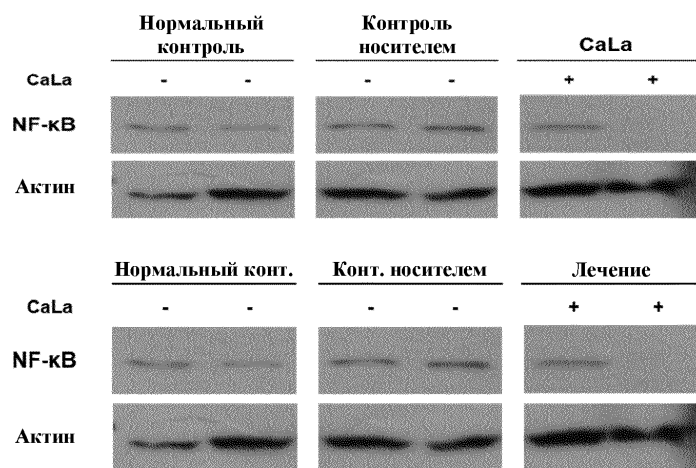 Нормальный контроль
Контроль носителем
CaLa
CaLa - - - - + +
NF-κB
Актин
Нормальный конт. Конт. носителем Лечение
CaLa - - - - + +
NF-κB
Актин